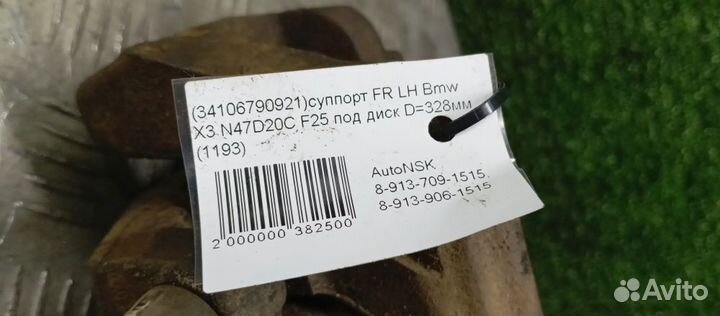 (34106790921)суппорт FR LH Bmw
X3 N47D20C F25 под диск D=328мм
(1193)
AutoNSK
8-913-709-1515,
8-913-906-1515
2 000000 382500
Avito